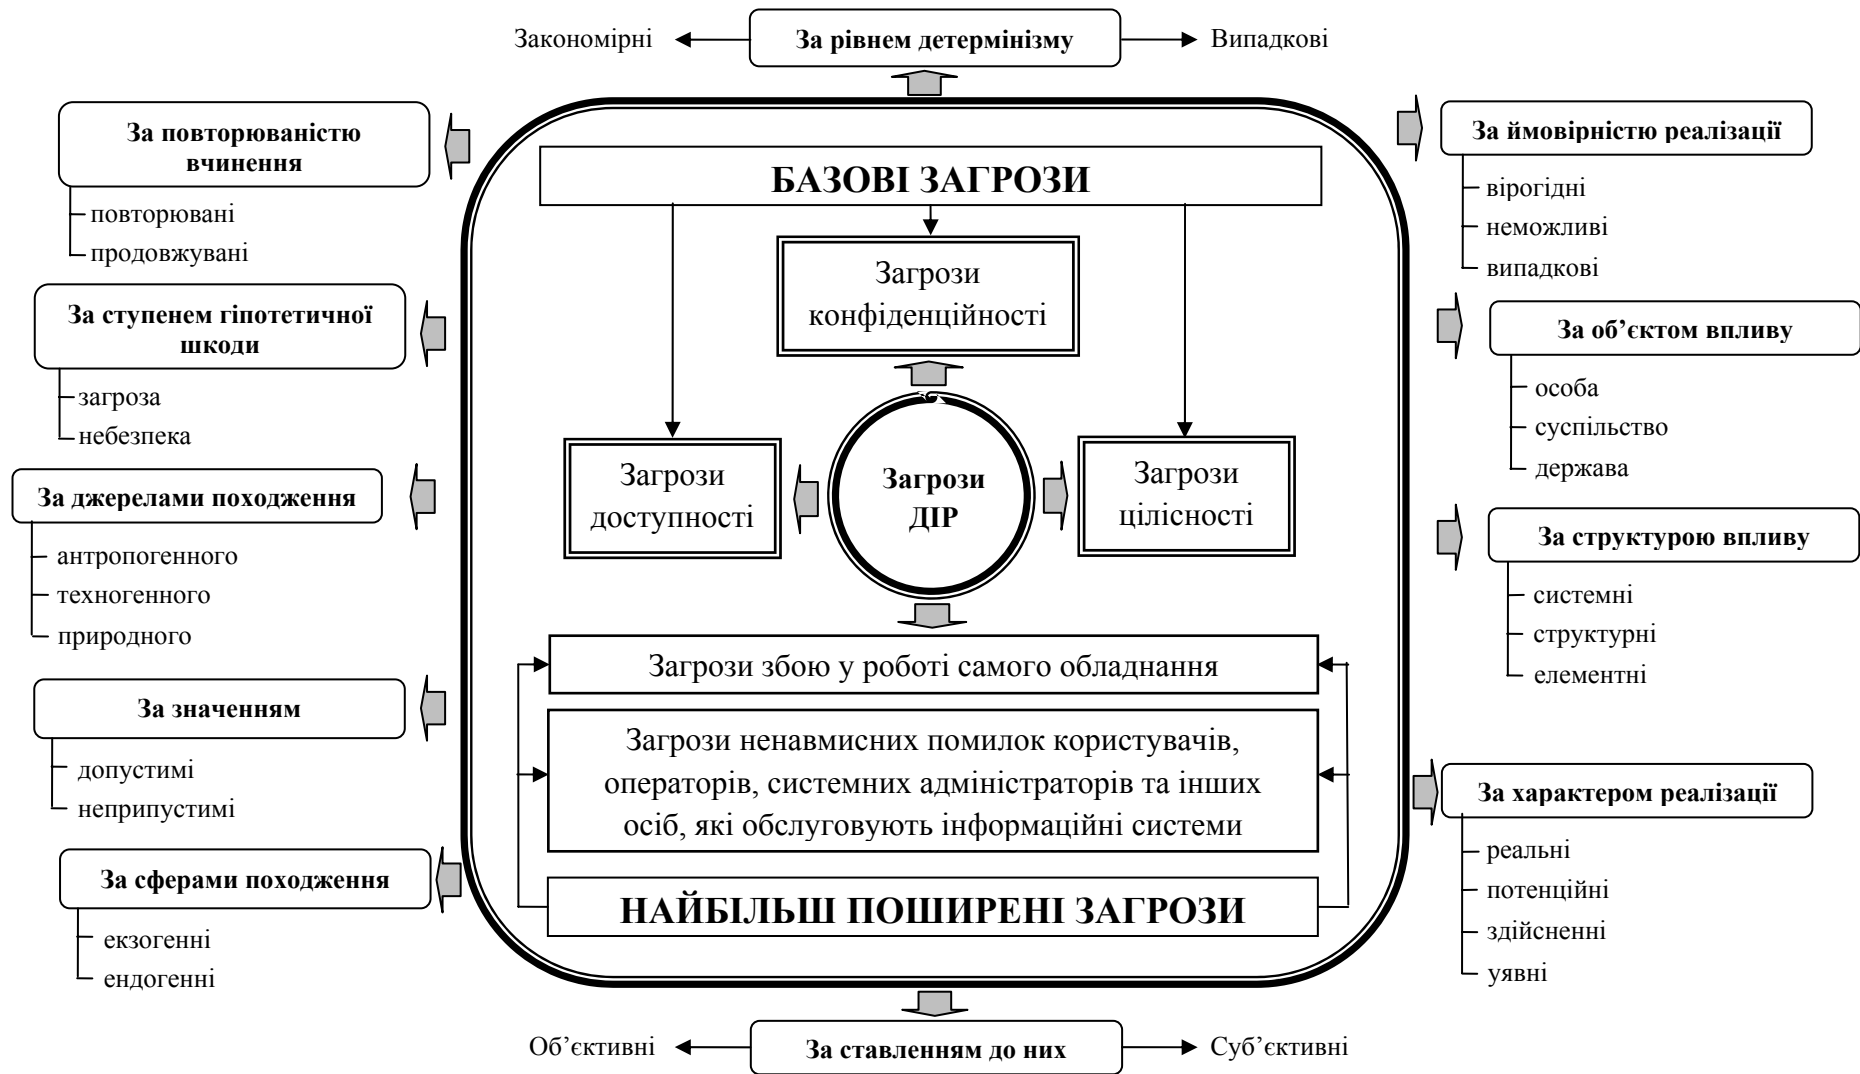 Закономірні
За рівнем детермінізму
Випадкові
За повторюваністю
вчинення
повторювані
продовжувані
За ступенем гіпотетичної
шкоди
загроза
небезпека
За джерелами походження
антропогенного
техногенного
природного
За значенням
допустимі
неприпустимі
За сферами походження
екзогенні
ендогенні
БАЗОВІ ЗАГРОЗИ
Загрози
конфіденційності
Загрози
доступності
Загрози
ДІР
Загрози
цілісності
Загрози збою у роботі самого обладнання
Загрози ненавмисних помилок користувачів,
операторів, системних адміністраторів та інших
осіб, які обслуговують інформаційні системи
НАЙБІЛЬШ ПОШИРЕНІ ЗАГРОЗИ
За ймовірністю реалізації
вірогідні
неможливі
випадкові
За об’єктом впливу
особа
суспільство
держава
За структурою впливу
системні
структурні
елементні
За характером реалізації
реальні
потенційні
здійсненні
уявні
Об’єктивні
За ставленням до них
Суб’єктивні